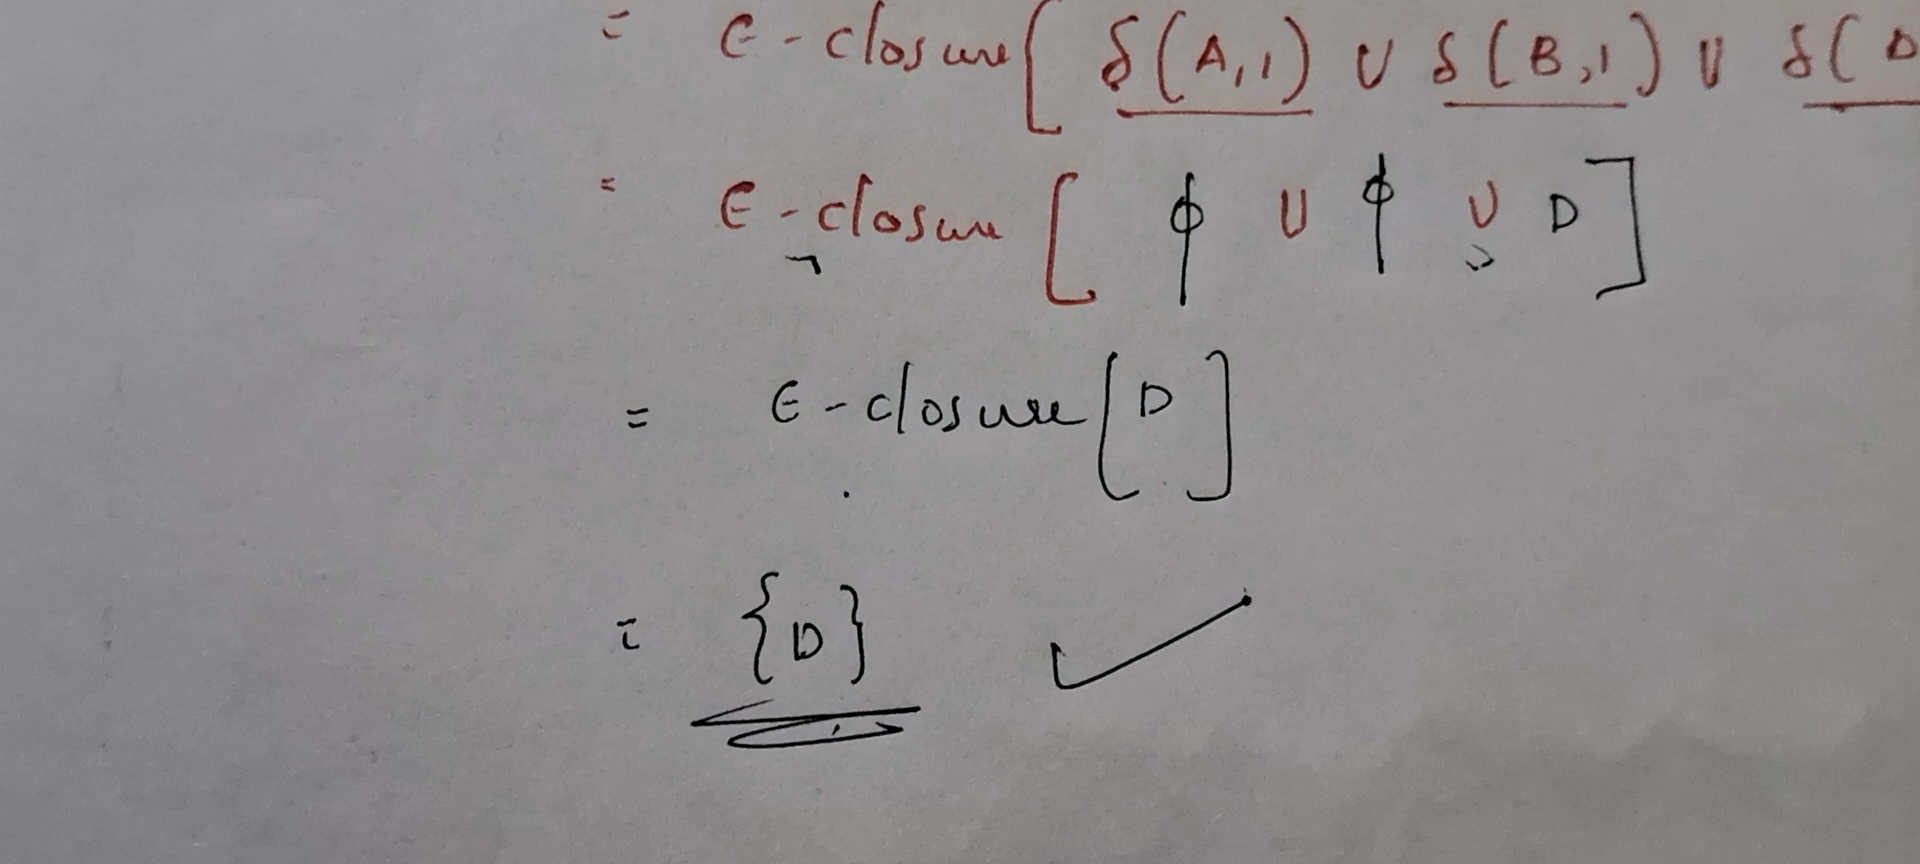 = ϵ-closure[ δ(A,1) ∪ δ(B,1) ∪ δ(D
= ϵ-closure [ ϕ ∪ ϕ ∪ D ]
= ϵ-closure [ D ]
= {D} ✓